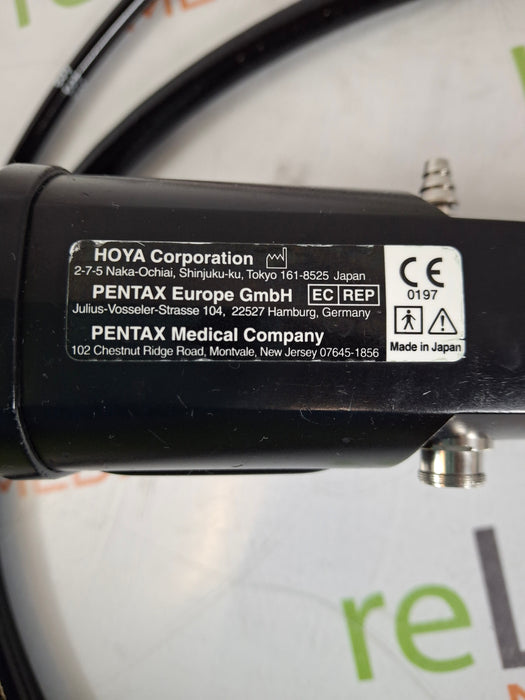 HOYA Corporation
2-7-5 Naka-Ochiai, Shinjuku-ku, Tokyo 161-8525 Japan
PENTAX Europe GmbH EC REP
Julius-Vosseler-Strasse 104, 22527 Hamburg, Germany
PENTAX Medical Company
102 Chestnut Ridge Road, Montvale, New Jersey 07645-1856
CE
0197
Made in Japan
reL